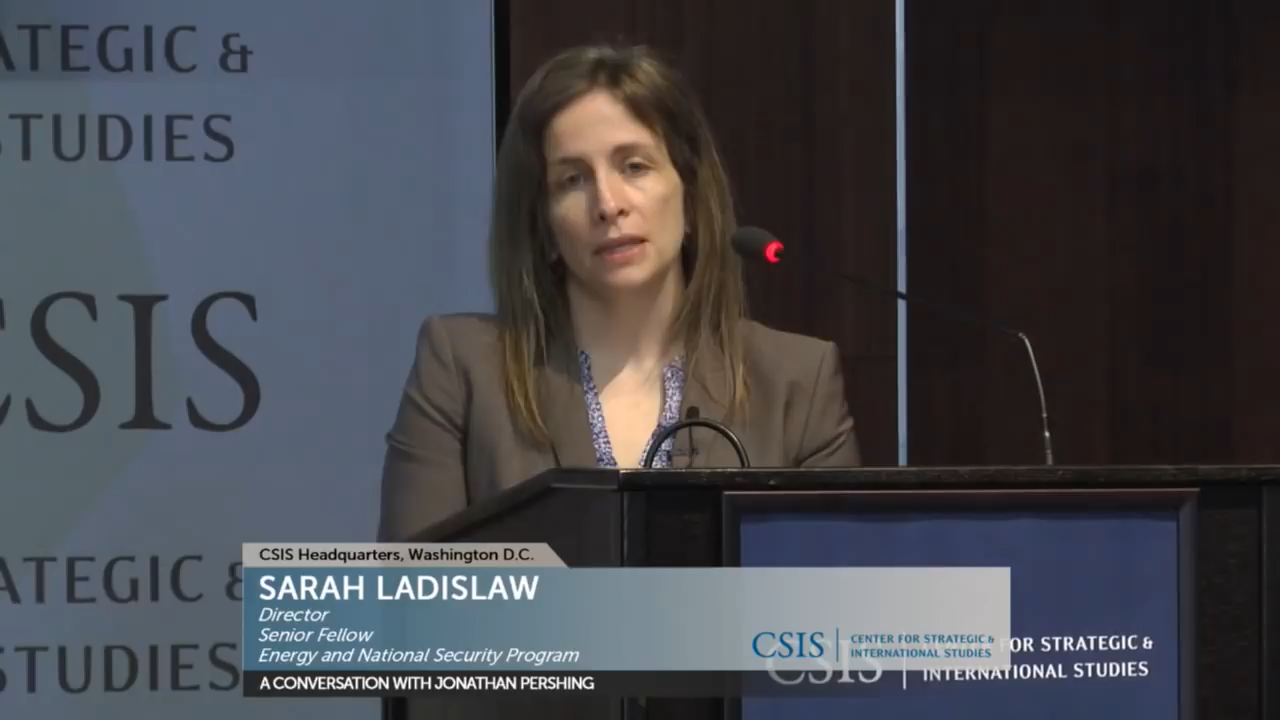 ATEGIC &
STUDIES
CSIS
ATEGIC &
STUDIES
CSIS Headquarters, Washington D.C.
SARAH LADISLAW
Director
Senior Fellow
Energy and National Security Program
A CONVERSATION WITH JONATHAN PERSHING
CSIS
CENTER FOR STRATEGIC &
INTERNATIONAL STUDIES
CSIS
FOR STRATEGIC &
INTERNATIONAL STUDIES